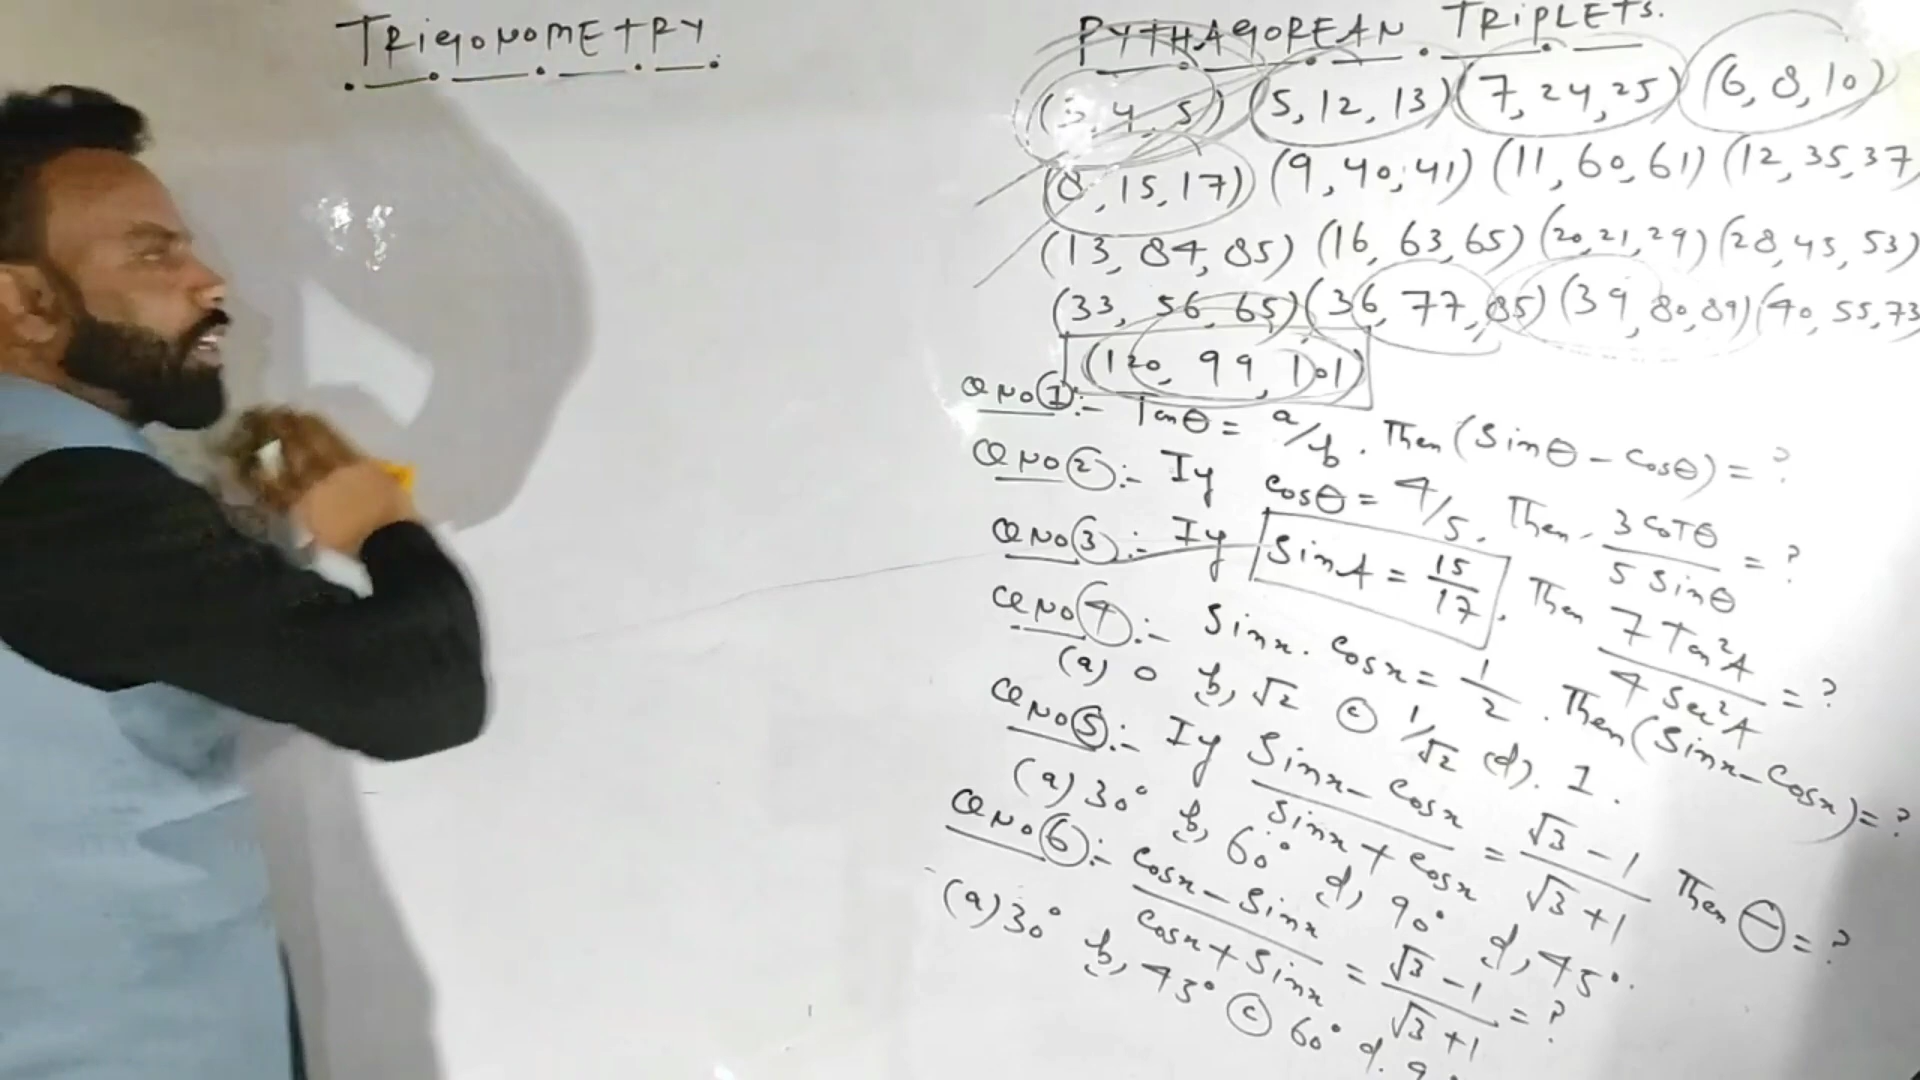 TRIGONOMETRY
PYTHAGOREAN TRIPLETS.
(3, 4, 5) (5, 12, 13) (7, 24, 25) (6, 8, 10)
(8, 15, 17) (9, 40, 41) (11, 60, 61) (12, 35, 37
(13, 84, 85) (16, 63, 65) (20, 21, 29) (28, 45, 53)
(33, 56, 65) (36, 77, 85) (39, 80, 89) (40, 55, 73
(120, 99, 101)
Q NO 1 :- Tanθ = a/b. Then (Sinθ - Cosθ) = ?
Q NO 2 :- If Cosθ = 4/5. Then. 3 Cotθ / 5 Sinθ = ?
Q NO 3 :- If SinA = 15/17. Then 7 Tan²A / 4 Sec²A = ?
Q NO 4 :- Sinx. Cosx = 1/2. Then (Sinx - Cosx) = ?
(a) 0 b, √2 (c) 1/√2 (d). 1.
Q NO 5 :- If Sinx - Cosx / Sinx + Cosx = √3 - 1 / √3 + 1 Then θ = ?
(a) 30° b, 60° d, 90° d, 45°.
Q NO 6 :- Cosx - Sinx / Cosx + Sinx = √3 - 1 / √3 + 1 = ?
(a) 30° b, 45° (c) 60° d. 9